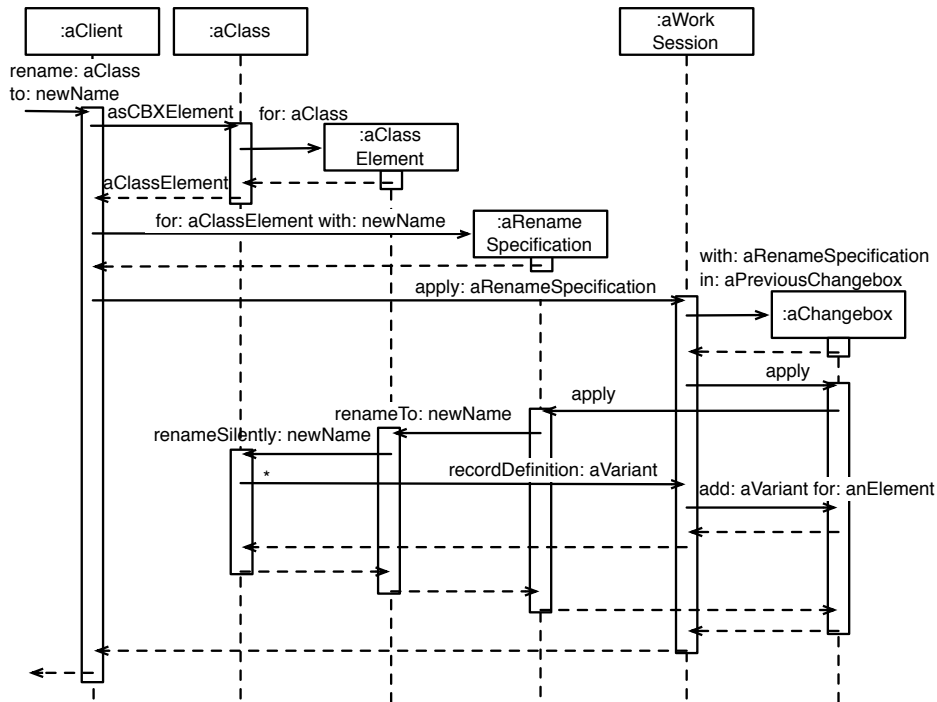 :aClient
:aClass
:aWork
Session
rename: aClass
to: newName
asCBXElement
for: aClass
:aClass
Element
aClassElement
for: aClassElement with: newName
:aRename
Specification
with: aRenameSpecification
in: aPreviousChangebox
apply: aRenameSpecification
:aChangebox
apply
apply
renameTo: newName
renameSilently: newName
*
recordDefinition: aVariant
add: aVariant for: anElement